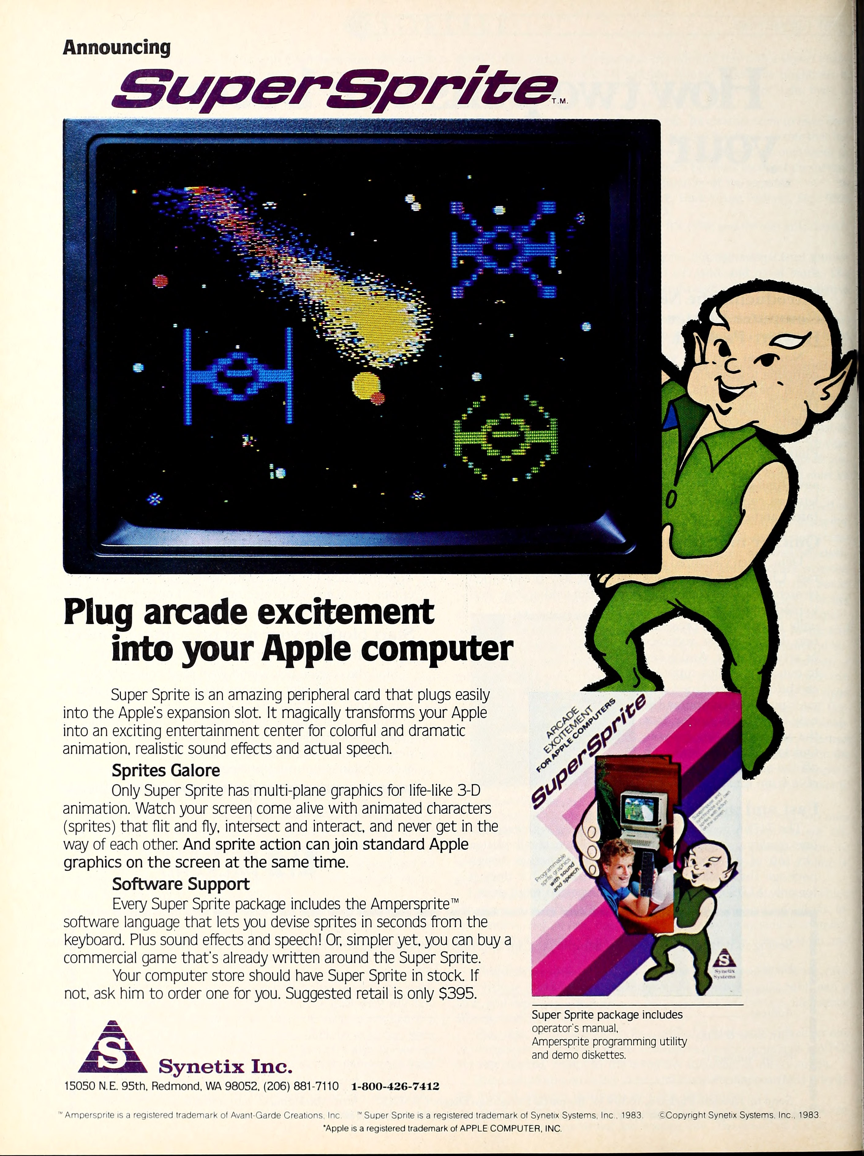 Announcing
SuperSprite T.M.
Plug arcade excitement
into your Apple computer
Super Sprite is an amazing peripheral card that plugs easily
into the Apple's expansion slot. It magically transforms your Apple
into an exciting entertainment center for colorful and dramatic
animation, realistic sound effects and actual speech.
Sprites Galore
Only Super Sprite has multi-plane graphics for life-like 3-D
animation. Watch your screen come alive with animated characters
(sprites) that flit and fly, intersect and interact, and never get in the
way of each other. And sprite action can join standard Apple
graphics on the screen at the same time.
Software Support
Every Super Sprite package includes the Ampersprite™
software language that lets you devise sprites in seconds from the
keyboard. Plus sound effects and speech! Or, simpler yet, you can buy a
commercial game that's already written around the Super Sprite.
Your computer store should have Super Sprite in stock. If
not, ask him to order one for you. Suggested retail is only $395.
ARCADE
EXCITEMENT
FOR APPLE COMPUTERS
SuperSprite
Programmable
sprite graphics
with sound
and speech
S
Super Sprite package includes
operator's manual,
Ampersprite programming utility
and demo diskettes.
S Synetix Inc.
15050 N.E. 95th, Redmond, WA 98052, (206) 881-7110 1-800-426-7412
™ Ampersprite is a registered trademark of Avant-Garde Creations, Inc. ™ Super Sprite is a registered trademark of Synetix Systems, Inc., 1983. ©Copyright Synetix Systems, Inc., 1983.
*Apple is a registered trademark of APPLE COMPUTER, INC.